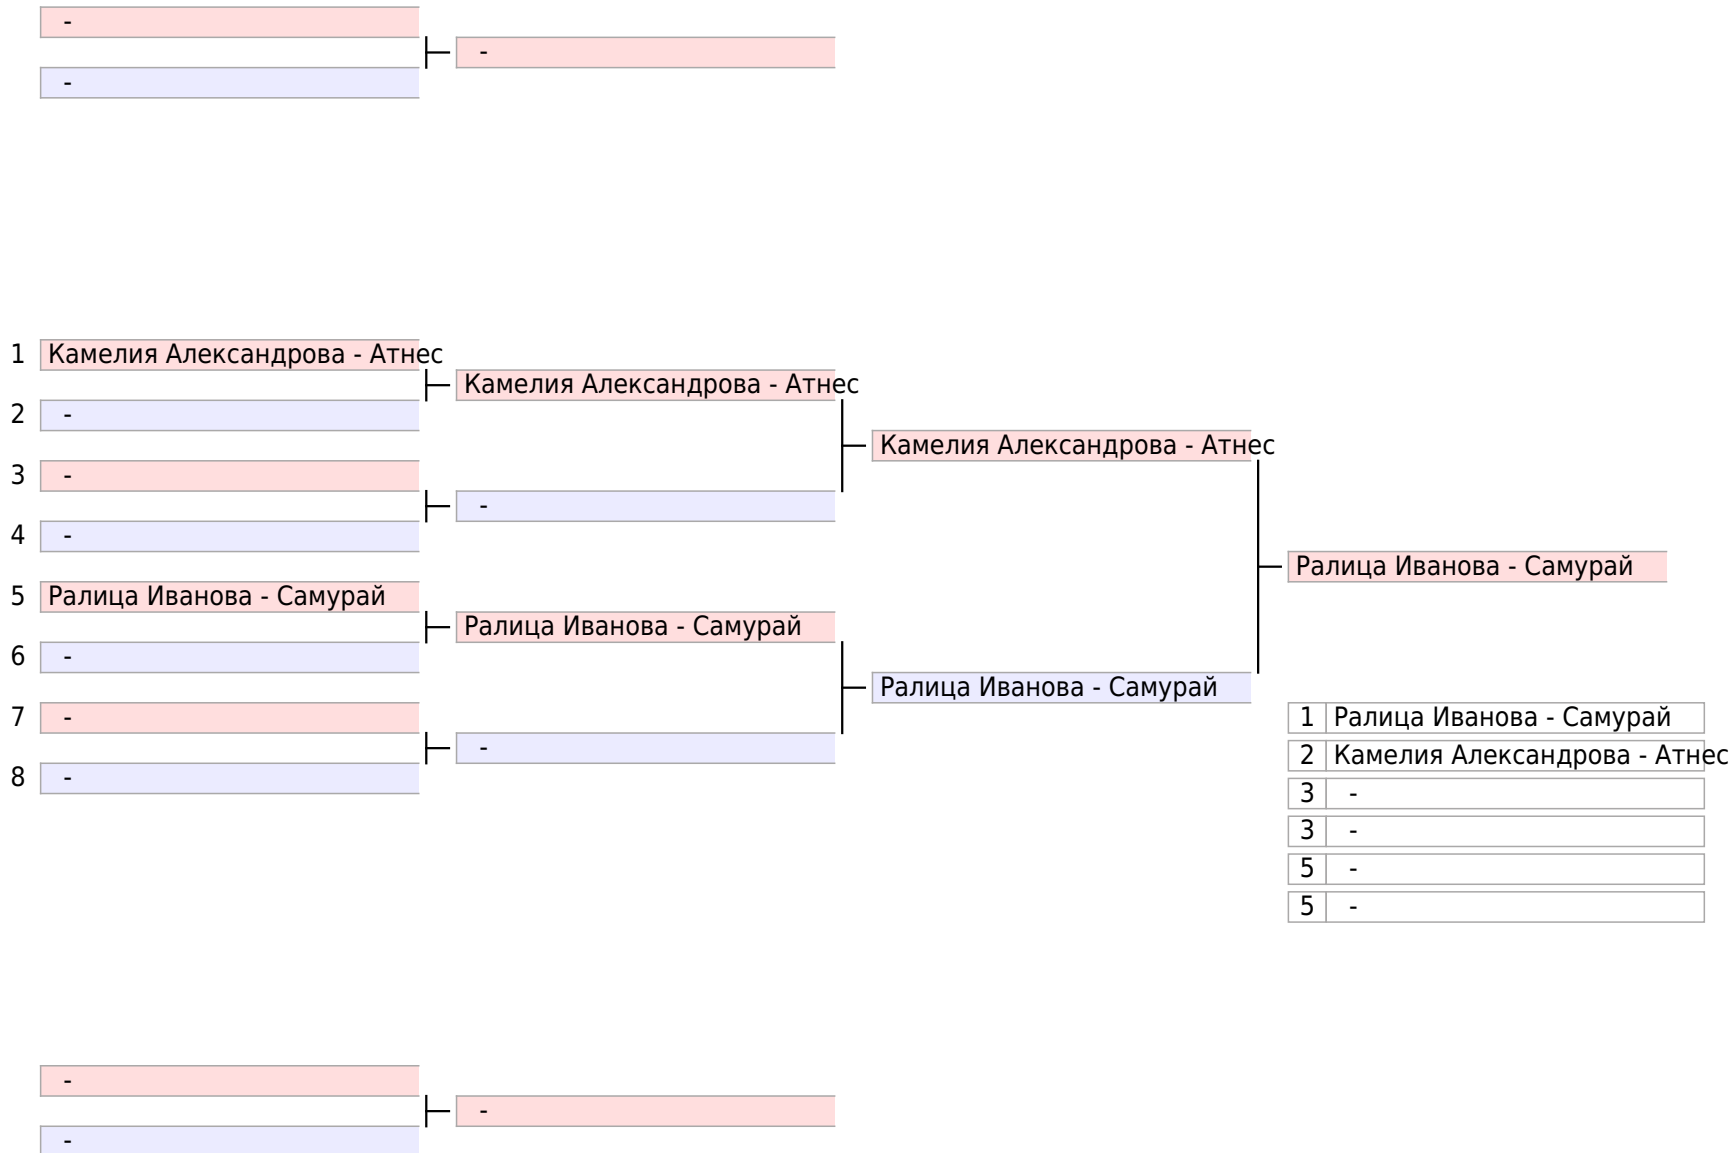 -
-
-
1 Камелия Александрова - Атнес
Камелия Александрова - Атнес
2 -
Камелия Александрова - Атнес
3 -
-
4 -
Ралица Иванова - Самурай
5 Ралица Иванова - Самурай
Ралица Иванова - Самурай
6 -
Ралица Иванова - Самурай
7 -
1 Ралица Иванова - Самурай
-
2 Камелия Александрова - Атнес
8 -
3 -
3 -
5 -
5 -
-
-
-